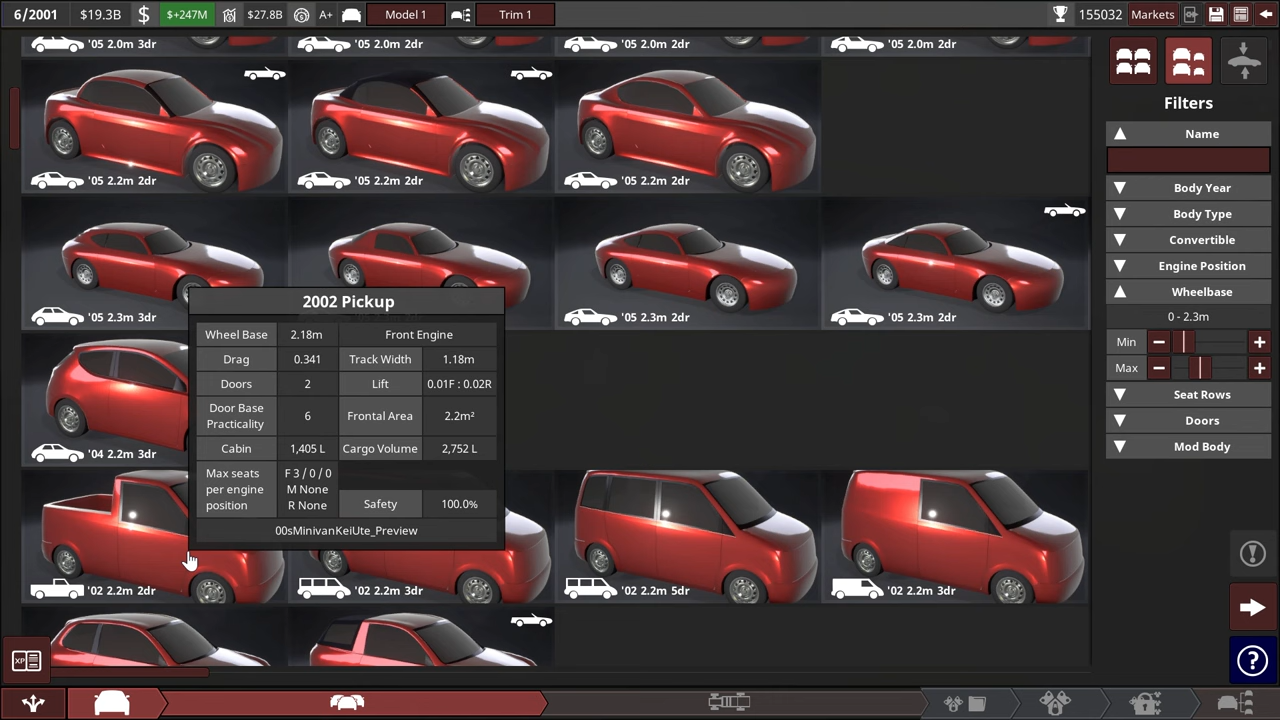 6/2001 $19.3B $+247M $27.8B A+ Model 1 Trim 1 155032 Markets
'05 2.0m 3dr '05 2.0m 2dr '05 2.0m 2dr '05 2.0m 2dr
'05 2.2m 2dr '05 2.2m 2dr '05 2.2m 2dr
'05 2.3m 3dr '05 2.3m 2dr '05 2.3m 2dr
'04 2.2m 3dr
2002 Pickup
Wheel Base 2.18m Front Engine
Drag 0.341 Track Width 1.18m
Doors 2 Lift 0.01F : 0.02R
Door Base
Practicality 6 Frontal Area 2.2m²
Cabin 1,405 L Cargo Volume 2,752 L
Max seats F 3 / 0 / 0
per engine M None
position R None
Safety 100.0%
00sMinivanKeiUte_Preview
'02 2.2m 2dr '02 2.2m 3dr '02 2.2m 5dr '02 2.2m 3dr
XP
Filters
Name
Body Year
Body Type
Convertible
Engine Position
Wheelbase
0 - 2.3m
Min − +
Max − +
Seat Rows
Doors
Mod Body
?